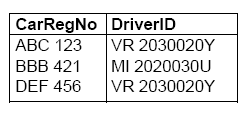 CarRegNo DriverID
ABC 123 VR 2030020Y
BBB 421 MI 2020030U
DEF 456 VR 2030020Y